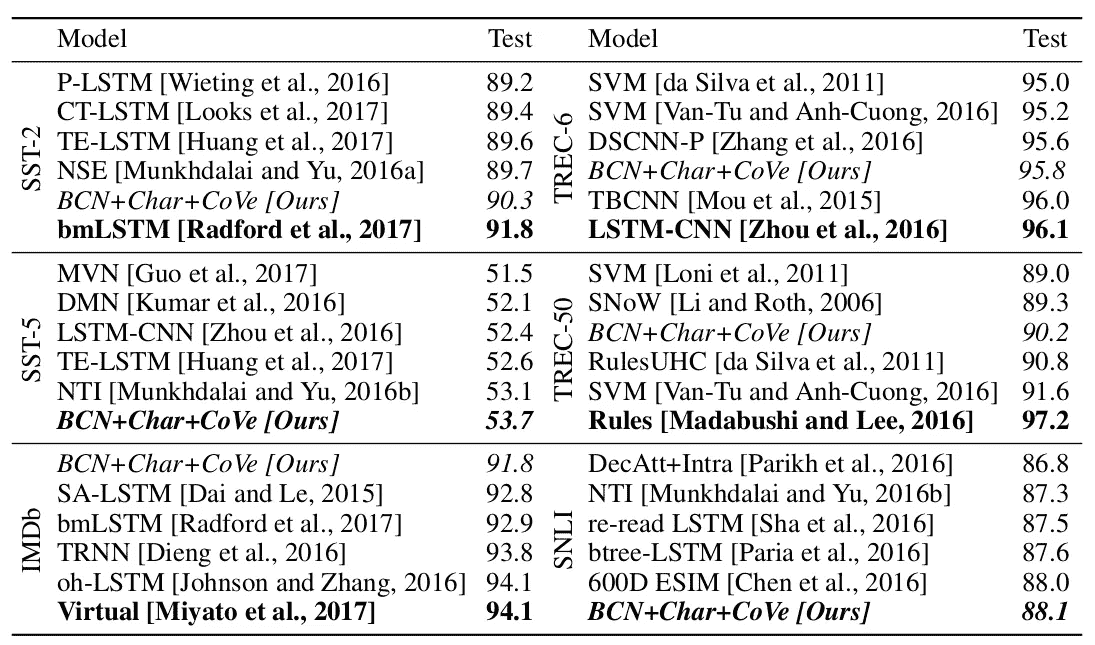 Model Test Model Test
SST-2
P-LSTM [Wieting et al., 2016] 89.2
CT-LSTM [Looks et al., 2017] 89.4
TE-LSTM [Huang et al., 2017] 89.6
NSE [Munkhdalai and Yu, 2016a] 89.7
BCN+Char+CoVe [Ours] 90.3
bmLSTM [Radford et al., 2017] 91.8
TREC-6
SVM [da Silva et al., 2011] 95.0
SVM [Van-Tu and Anh-Cuong, 2016] 95.2
DSCNN-P [Zhang et al., 2016] 95.6
BCN+Char+CoVe [Ours] 95.8
TBCNN [Mou et al., 2015] 96.0
LSTM-CNN [Zhou et al., 2016] 96.1
SST-5
MVN [Guo et al., 2017] 51.5
DMN [Kumar et al., 2016] 52.1
LSTM-CNN [Zhou et al., 2016] 52.4
TE-LSTM [Huang et al., 2017] 52.6
NTI [Munkhdalai and Yu, 2016b] 53.1
BCN+Char+CoVe [Ours] 53.7
TREC-50
SVM [Loni et al., 2011] 89.0
SNoW [Li and Roth, 2006] 89.3
BCN+Char+CoVe [Ours] 90.2
RulesUHC [da Silva et al., 2011] 90.8
SVM [Van-Tu and Anh-Cuong, 2016] 91.6
Rules [Madabushi and Lee, 2016] 97.2
IMDb
BCN+Char+CoVe [Ours] 91.8
SA-LSTM [Dai and Le, 2015] 92.8
bmLSTM [Radford et al., 2017] 92.9
TRNN [Dieng et al., 2016] 93.8
oh-LSTM [Johnson and Zhang, 2016] 94.1
Virtual [Miyato et al., 2017] 94.1
SNLI
DecAtt+Intra [Parikh et al., 2016] 86.8
NTI [Munkhdalai and Yu, 2016b] 87.3
re-read LSTM [Sha et al., 2016] 87.5
btree-LSTM [Paria et al., 2016] 87.6
600D ESIM [Chen et al., 2016] 88.0
BCN+Char+CoVe [Ours] 88.1